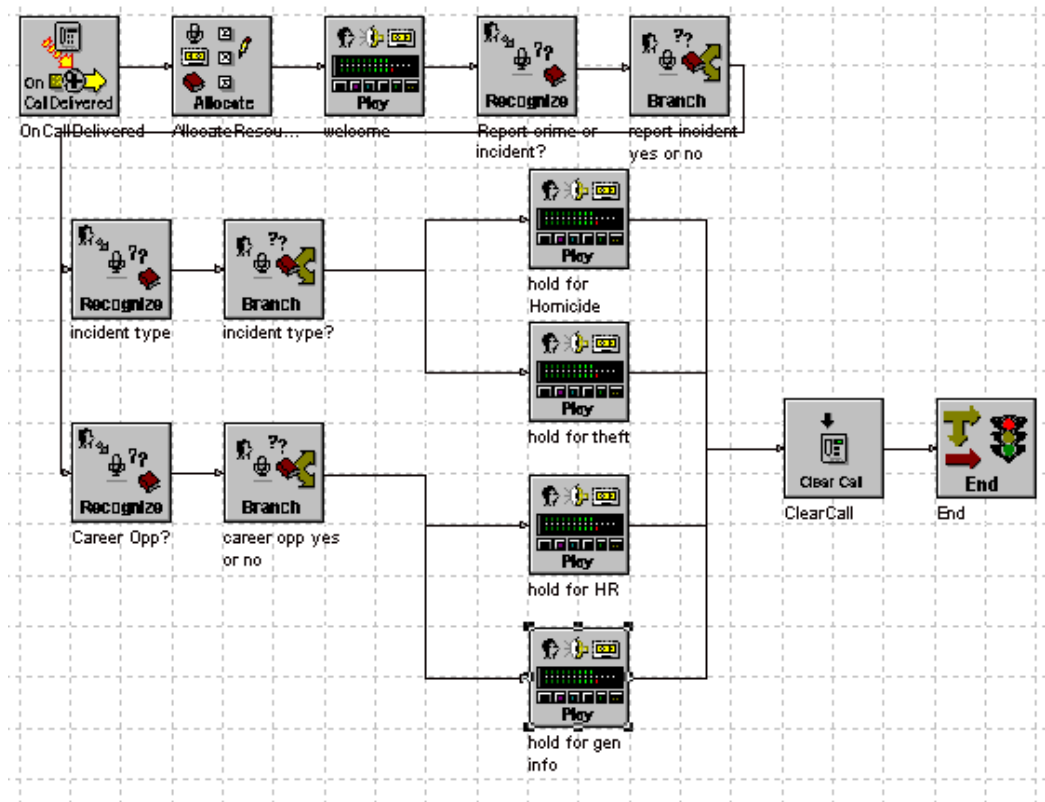 On
CallDelivered
Allocate
Play
??
Recognize
??
Branch
OnCallDelivered
AllocateResou...
welcome
Report crime or
incident?
report incident
yes or no
??
Recognize
??
Branch
Play
incident type
incident type?
hold for
Homicide
Play
hold for theft
??
Recognize
??
Branch
Career Opp?
career opp yes
or no
Play
hold for HR
Clear Call
End
ClearCall
End
Play
hold for gen
info